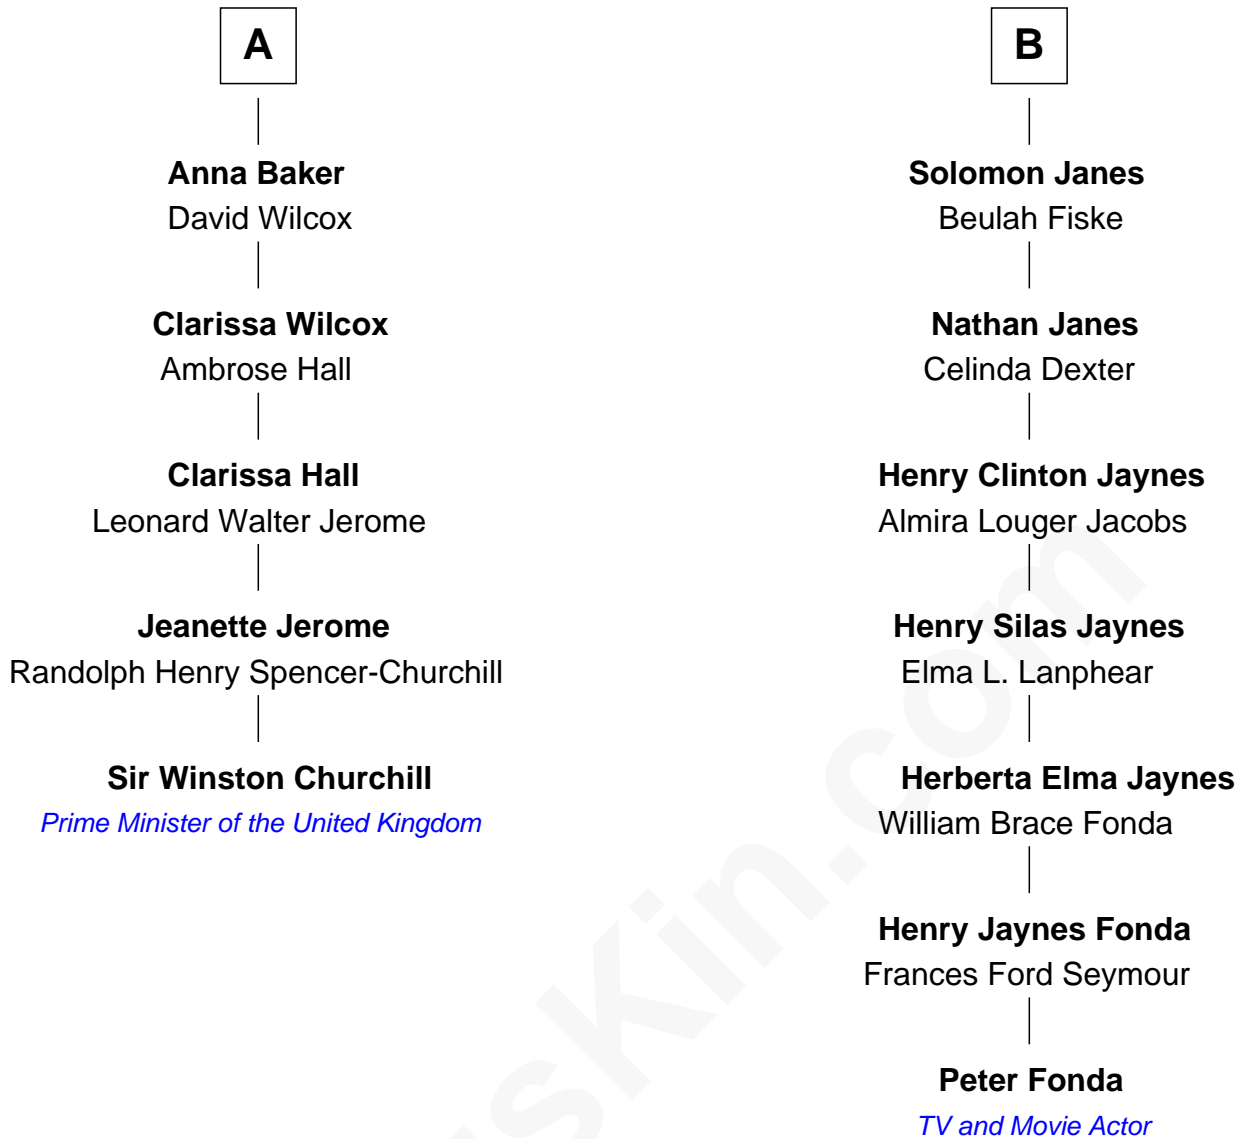 A
Anna Baker
David Wilcox
Clarissa Wilcox
Ambrose Hall
Clarissa Hall
Leonard Walter Jerome
Jeanette Jerome
Randolph Henry Spencer-Churchill
Sir Winston Churchill
Prime Minister of the United Kingdom
B
Solomon Janes
Beulah Fiske
Nathan Janes
Celinda Dexter
Henry Clinton Jaynes
Almira Louger Jacobs
Henry Silas Jaynes
Elma L. Lanphear
Herberta Elma Jaynes
William Brace Fonda
Henry Jaynes Fonda
Frances Ford Seymour
Peter Fonda
TV and Movie Actor
sKin.com